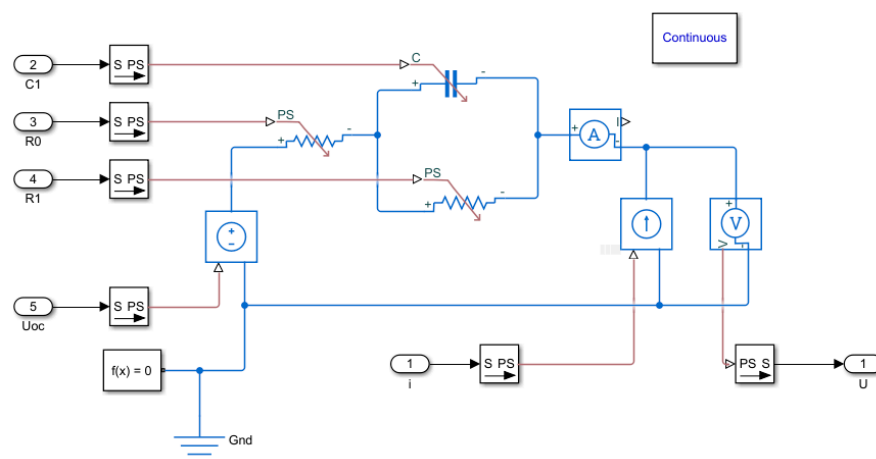 Continuous
2
S PS
C
C1
+
-
3
S PS
PS
R0
+
-
+
A
I
-
4
S PS
PS
R1
+
-
+
-
+
V
V
-
5
S PS
Uoc
f(x) = 0
1
S PS
i
PS S
1
U
Gnd